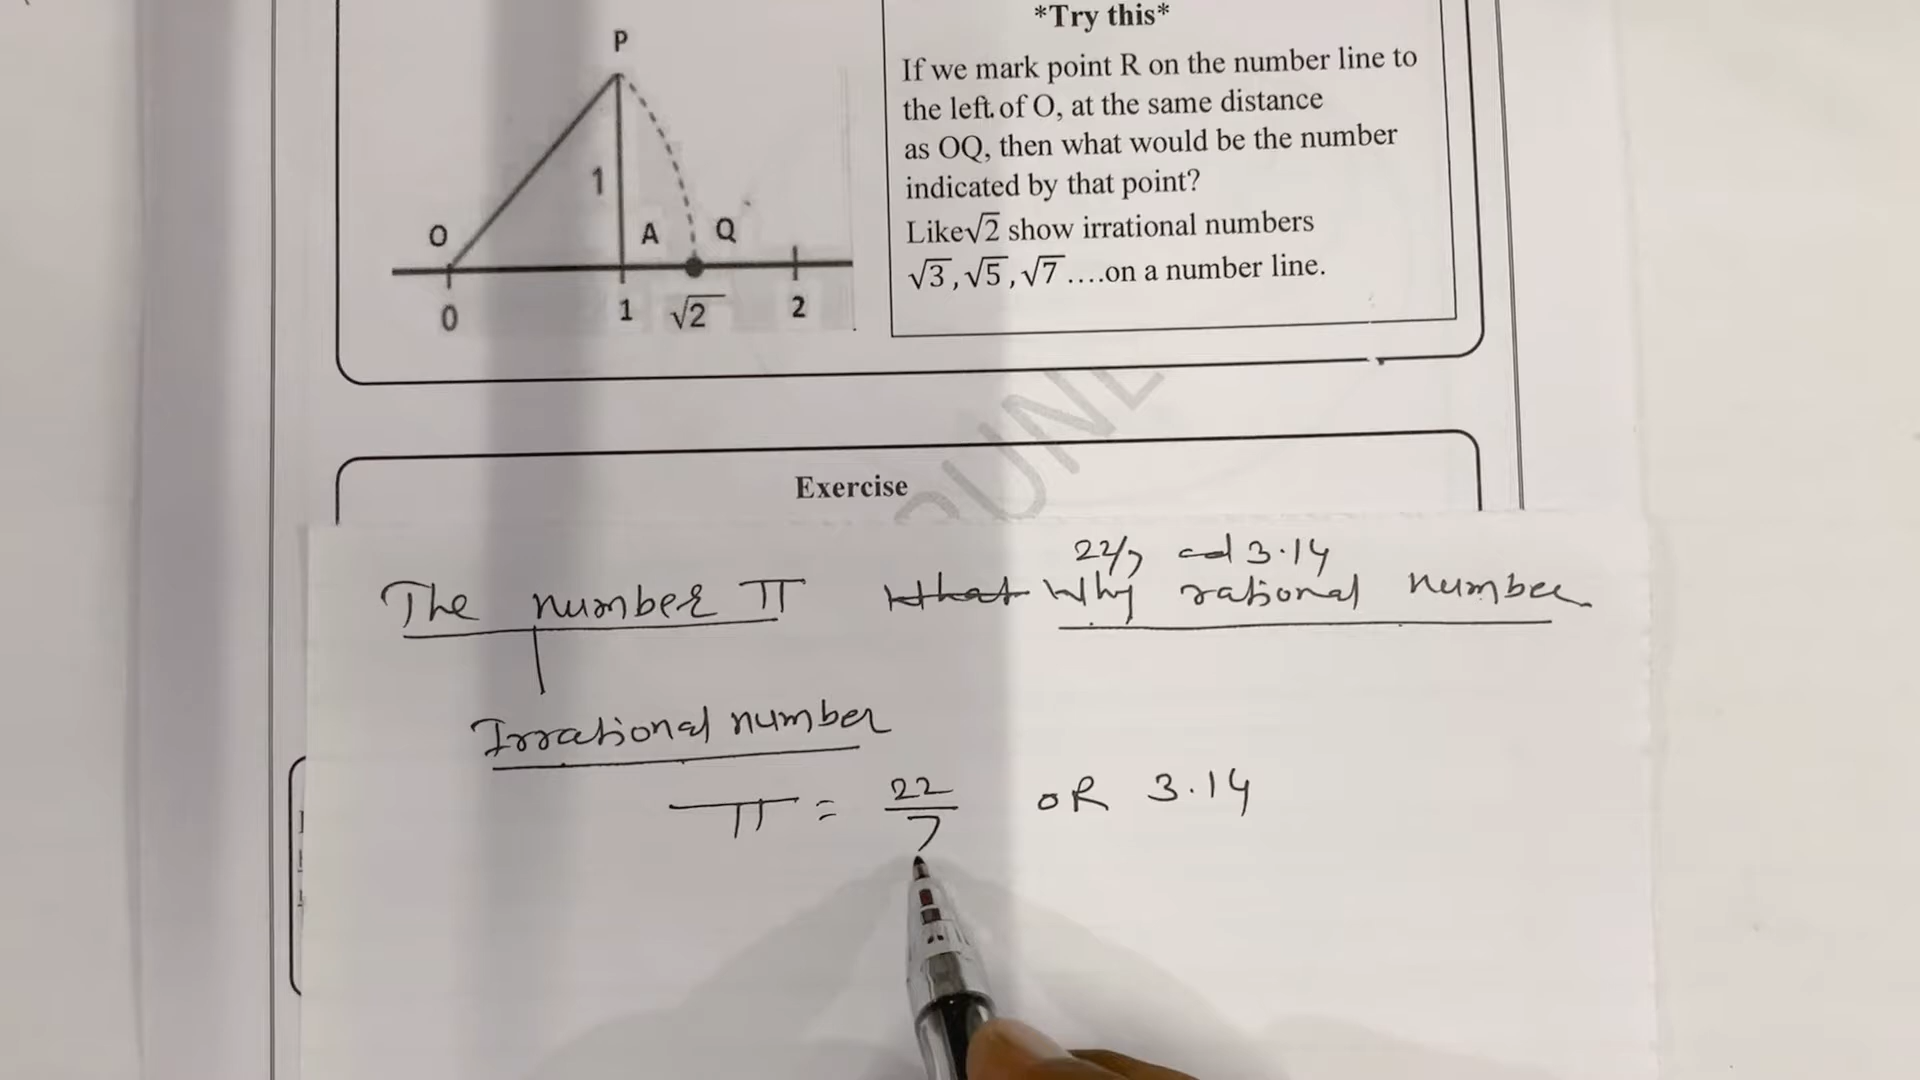 P
1
O
A
Q
0
1
√2
2
*Try this*
If we mark point R on the number line to
the left of O, at the same distance
as OQ, then what would be the number
indicated by that point?
Like√2 show irrational numbers
√3,√5,√7....on a number line.
PUNE
Exercise
22/7 and 3.14
The number π What Why rational number.
Irrational number
π = 22/7 OR 3.14